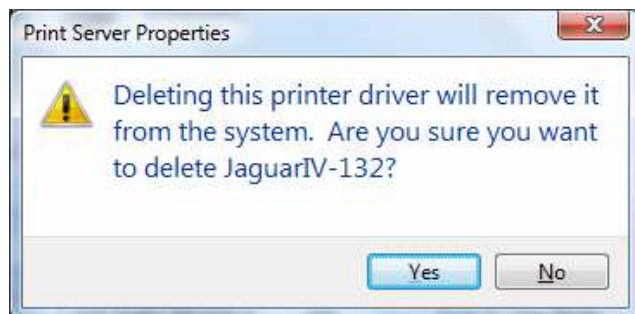 Print Server Properties
Deleting this printer driver will remove it
from the system.  Are you sure you want
to delete JaguarIV-132?
Yes
No